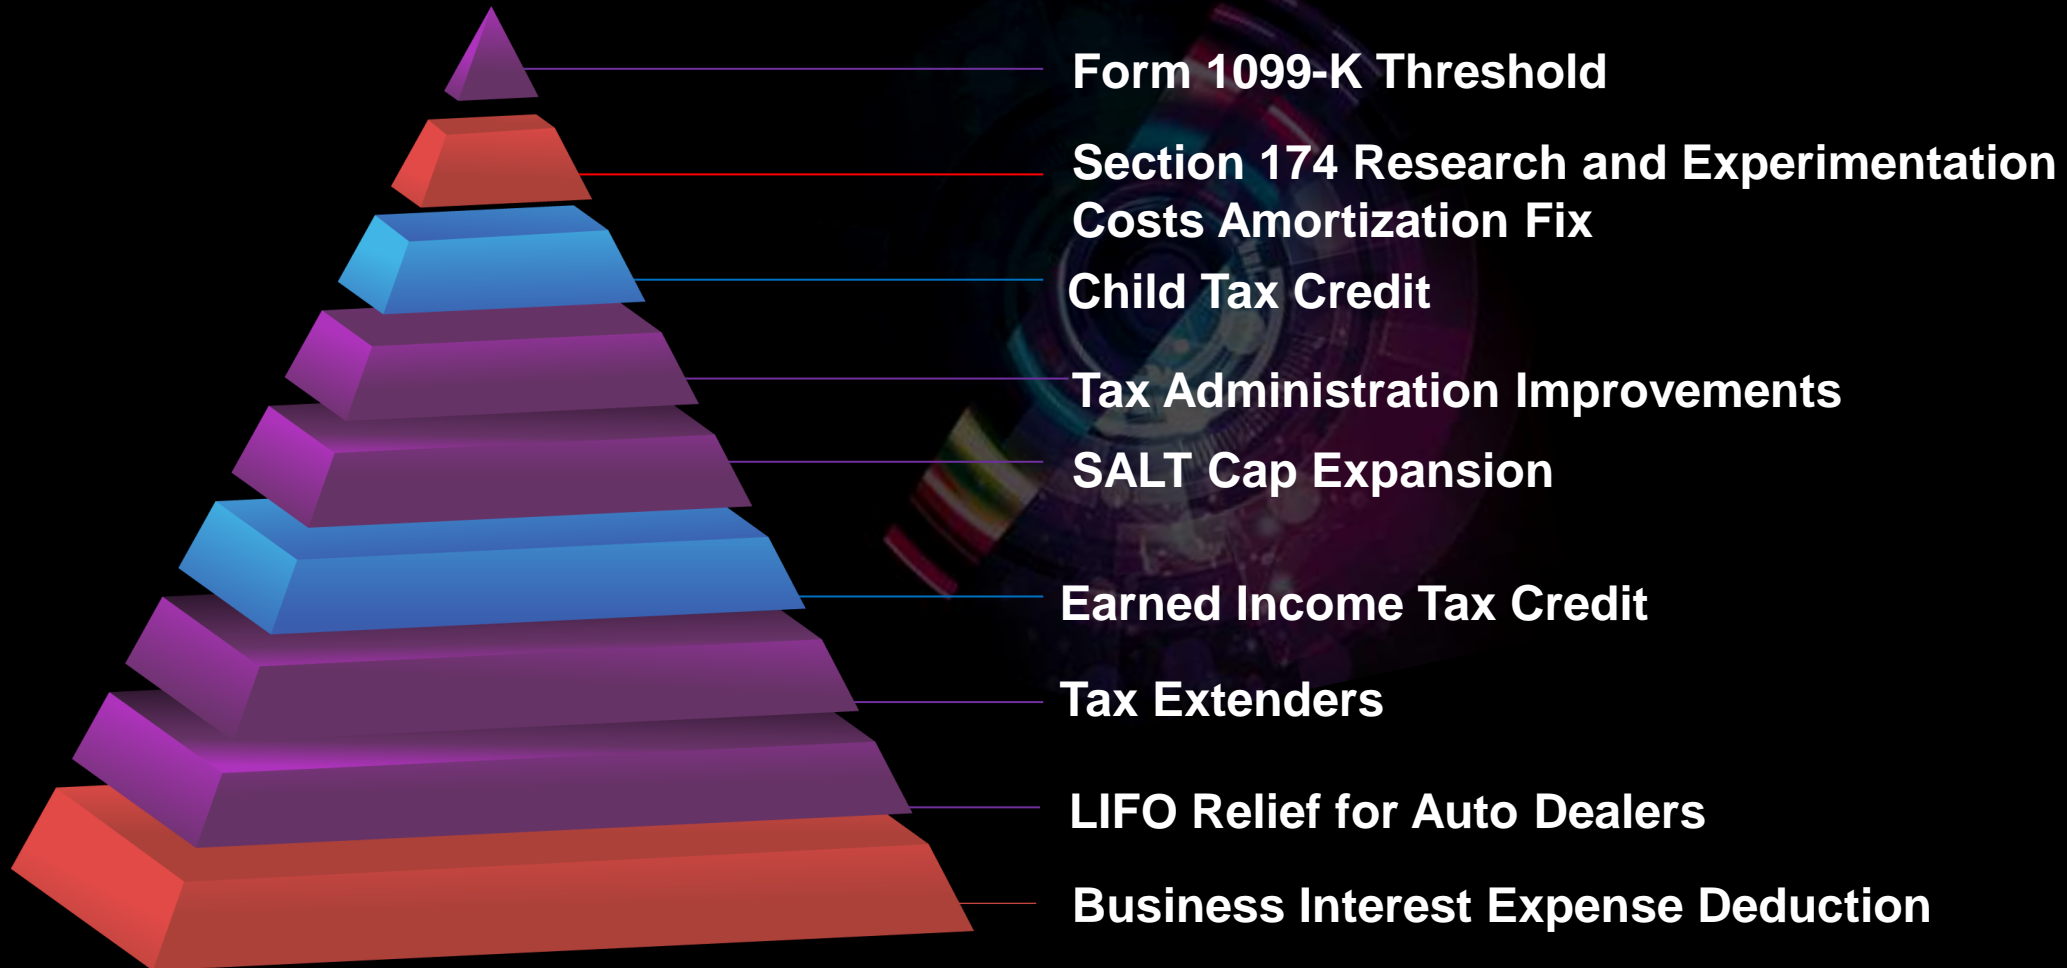 Form 1099-K Threshold
Section 174 Research and Experimentation
Costs Amortization Fix
Child Tax Credit
Tax Administration Improvements
SALT Cap Expansion
Earned Income Tax Credit
Tax Extenders
LIFO Relief for Auto Dealers
Business Interest Expense Deduction